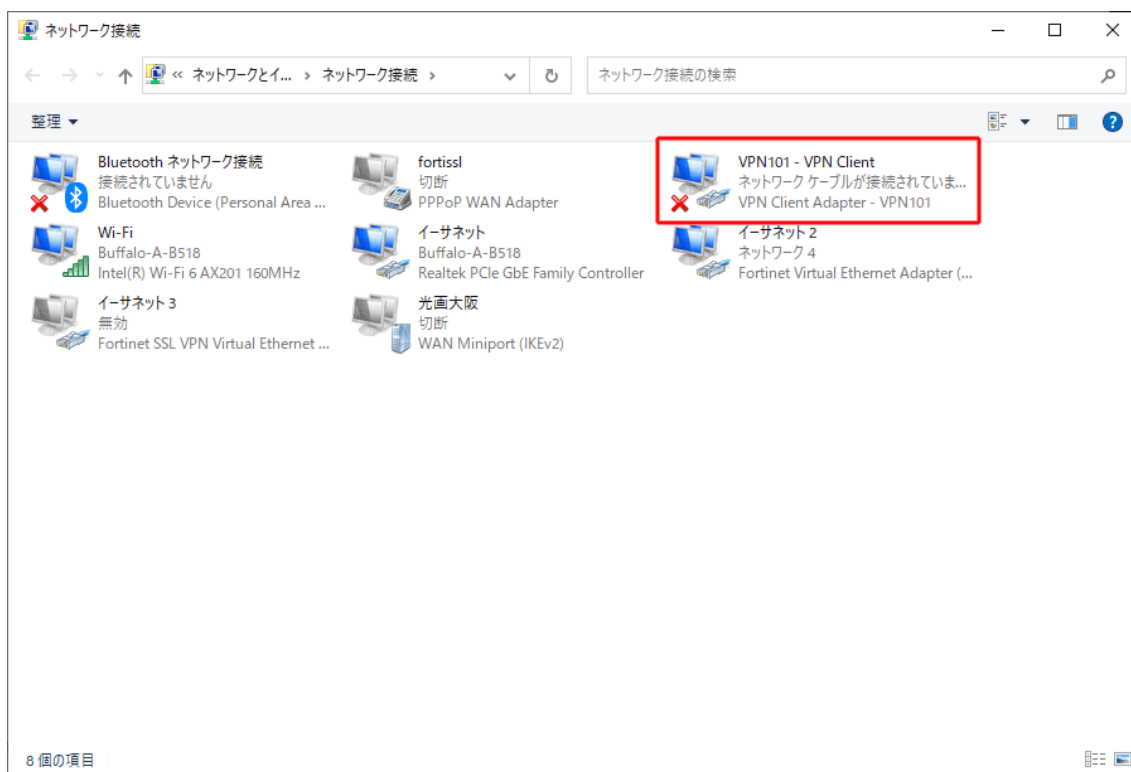 ネットワーク接続
« ネットワークとイ... › ネットワーク接続 ›
ネットワーク接続の検索
整理
Bluetooth ネットワーク接続
接続されていません
Bluetooth Device (Personal Area ...
fortissl
切断
PPPoP WAN Adapter
VPN101 - VPN Client
ネットワーク ケーブルが接続されていま...
VPN Client Adapter - VPN101
Wi-Fi
Buffalo-A-B518
Intel(R) Wi-Fi 6 AX201 160MHz
イーサネット
Buffalo-A-B518
Realtek PCIe GbE Family Controller
イーサネット 2
ネットワーク 4
Fortinet Virtual Ethernet Adapter (...
イーサネット 3
無効
Fortinet SSL VPN Virtual Ethernet ...
光画大阪
切断
WAN Miniport (IKEv2)
8 個の項目